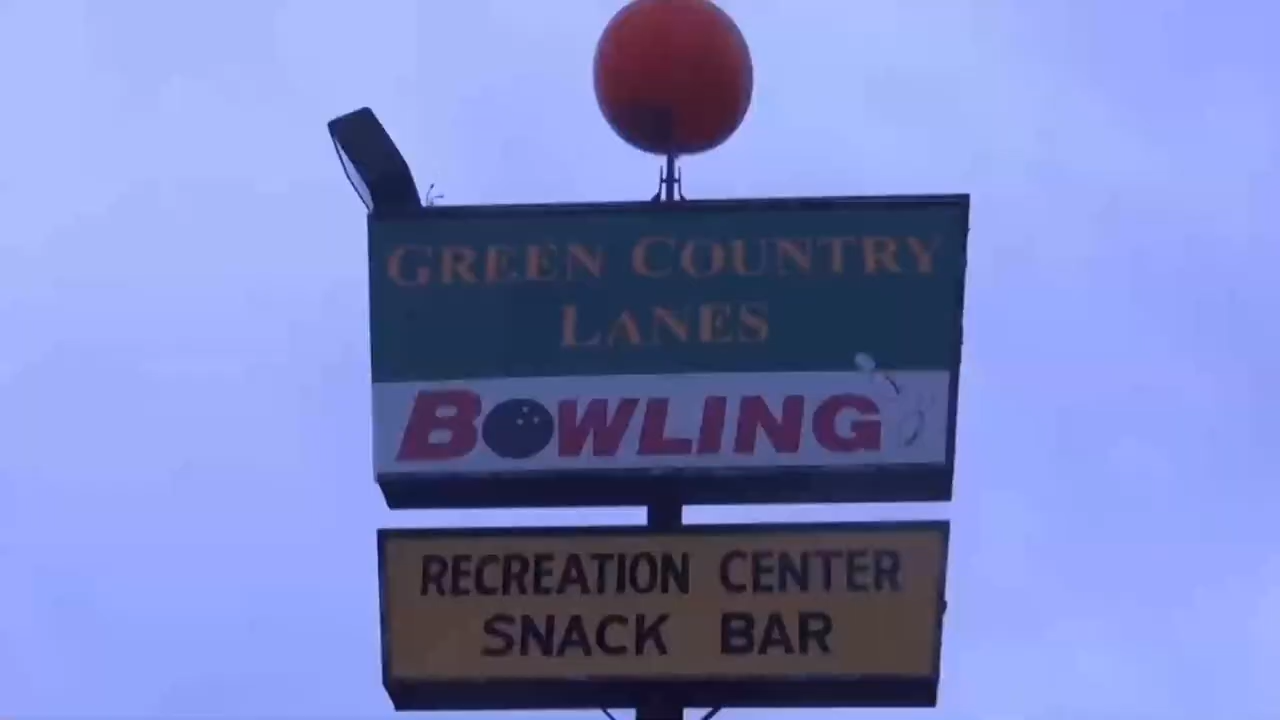 GREEN COUNTRY
LANES
BOWLING
RECREATION CENTER
SNACK BAR